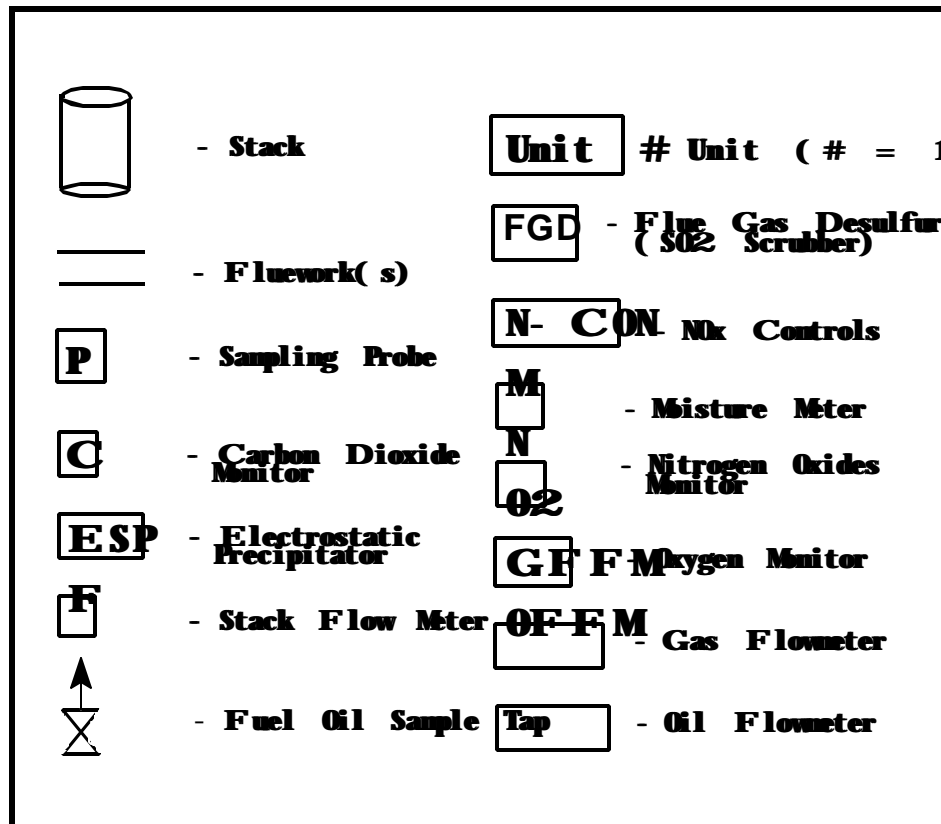 - Stack
- Fluework(s)
P - Sampling Probe
C - Carbon Dioxide
Monitor
ESP - Electrostatic
Precipitator
F
- Stack Flow Meter
- Fuel Oil Sample Tap
Unit # Unit (# = 1
FGD - Flue Gas Desulfur
(SO2 Scrubber)
N-CON - NOx Controls
M
- Moisture Meter
N
- Nitrogen Oxides
Monitor
O2
GFFM - Oxygen Monitor
OFFM
- Gas Flowmeter
- Oil Flowmeter